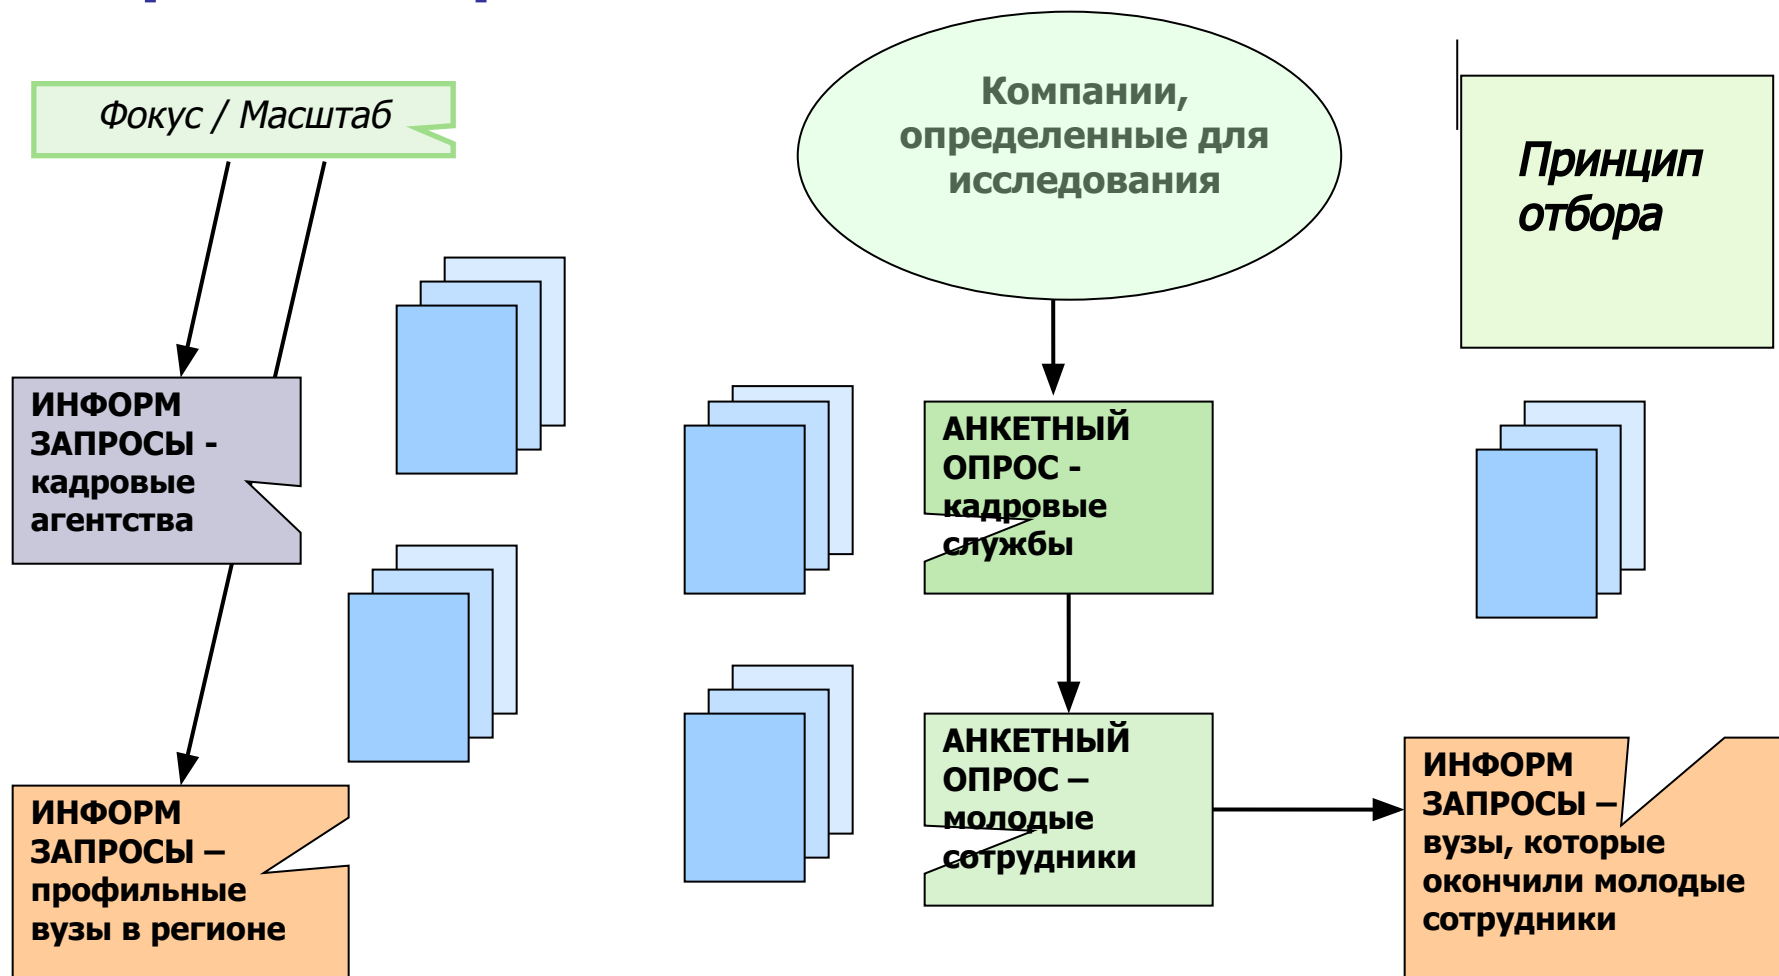 Фокус / Масштаб
Компании,
определенные для
исследования
Принцип
отбора
ИНФОРМ
ЗАПРОСЫ -
кадровые
агентства
АНКЕТНЫЙ
ОПРОС -
кадровые
службы
ИНФОРМ
ЗАПРОСЫ –
профильные
вузы в регионе
АНКЕТНЫЙ
ОПРОС –
молодые
сотрудники
ИНФОРМ
ЗАПРОСЫ –
вузы, которые
окончили молодые
сотрудники